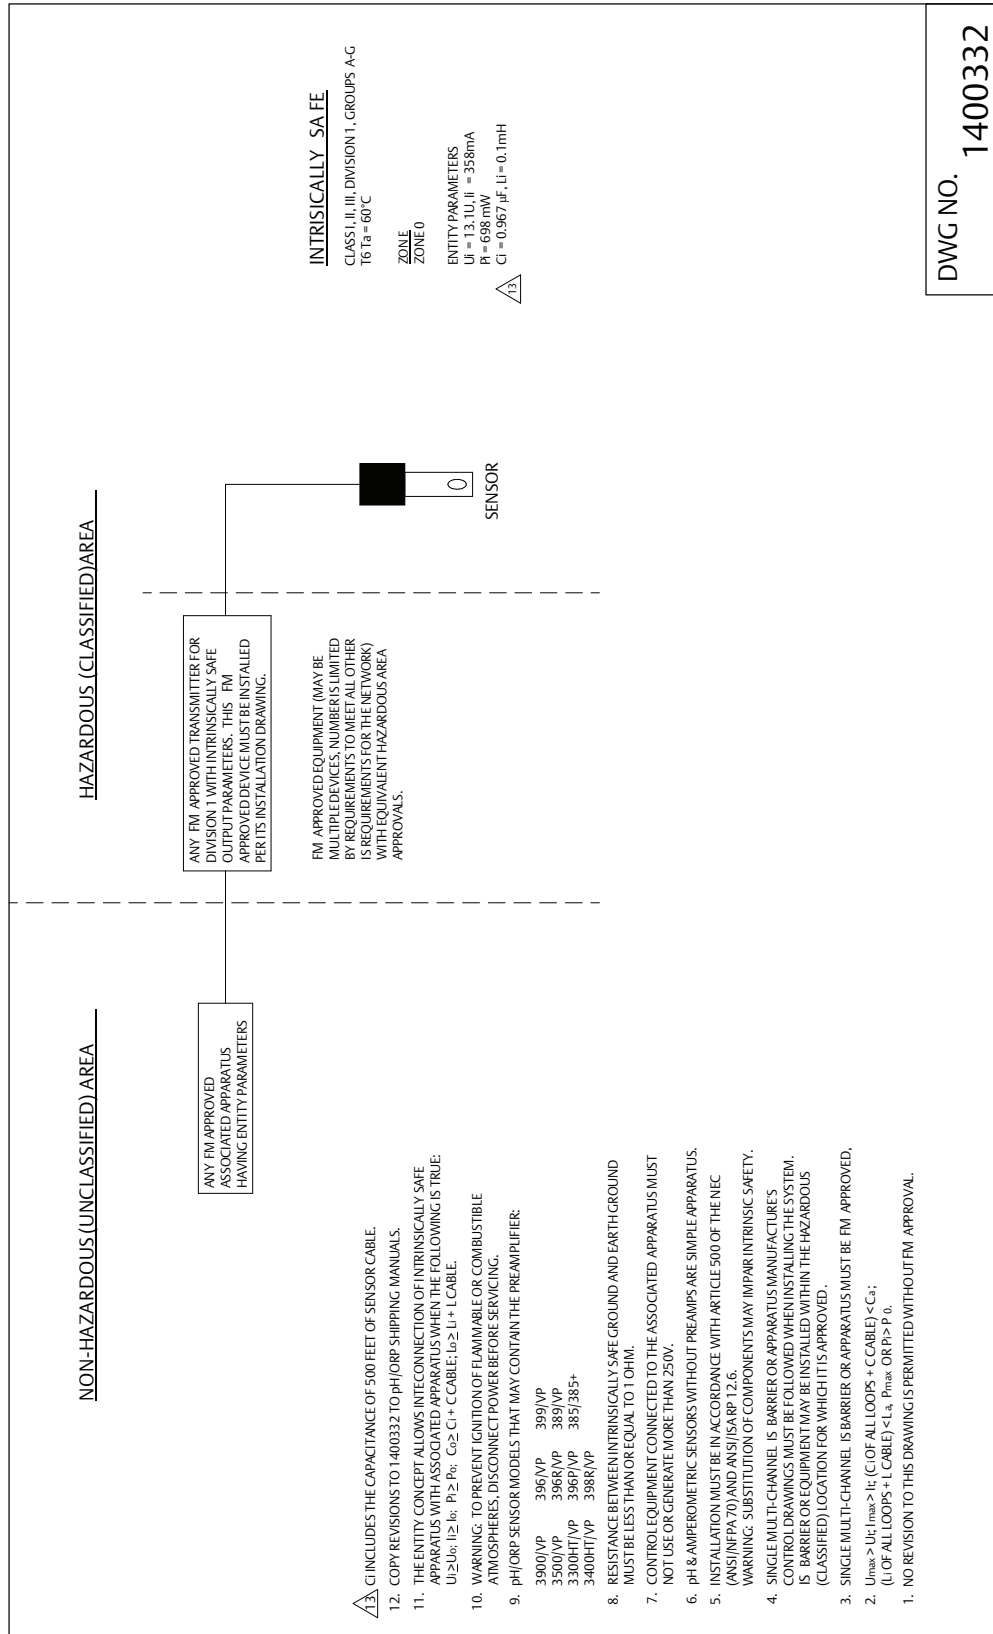 NON-HAZARDOUS (UNCLASSIFIED) AREA
HAZARDOUS (CLASSIFIED) AREA
ANY FM APPROVED
ASSOCIATED APPARATUS
HAVING ENTITY PARAMETERS
ANY FM APPROVED TRANSMITTER FOR
DIVISION 1 WITH INTRINSICALLY SAFE
OUTPUT PARAMETERS. THIS FM
APPROVED DEVICE MUST BE INSTALLED
PER ITS INSTALLATION DRAWING.
FM APPROVED EQUIPMENT (MAY BE
MULTIPLE DEVICES, NUMBER IS LIMITED
BY REQUIREMENTS TO MEET ALL OTHER
IS REQUIREMENTS FOR THE NETWORK)
WITH EQUIVALENT HAZARDOUS AREA
APPROVALS.
SENSOR
INTRISICALLY SAFE
CLASS I, II, III, DIVISION 1, GROUPS A-G
T6 Ta = 60°C
ZONE
ZONE 0
ENTITY PARAMETERS
Ui = 13.1U, Ii = 358mA
Pi = 698 mW
Ci = 0.967 µF, Li = 0.1mH
13
13. Ci INCLUDES THE CAPACITANCE OF 500 FEET OF SENSOR CABLE.
12. COPY REVISIONS TO 1400332 TO pH/ORP SHIPPING MANUALS.
11. THE ENTITY CONCEPT ALLOWS INTECONNECTION OF INTRINSICALLY SAFE
APPARATUS WITH ASSOCIATED APPARATUS WHEN THE FOLLOWING IS TRUE:
Ui ≥ Uo; Ii ≥ Io; Pi ≥ Po; Co ≥ Ci + C CABLE; Lo ≥ Li + L CABLE.
10. WARNING: TO PREVENT IGNITION OF FLAMMABLE OR COMBUSTIBLE
ATMOSPHERES, DISCONNECT POWER BEFORE SERVICING.
9. pH/ORP SENSOR MODELS THAT MAY CONTAIN THE PREAMPLIFIER:
3900/VP 396/VP 399/VP
3500/VP 396R/VP 389/VP
3300HT/VP 396P/VP 385/385+
3400HT/VP 398R/VP
8. RESISTANCE BETWEEN INTRINSICALLY SAFE GROUND AND EARTH GROUND
MUST BE LESS THAN OR EQUAL TO 1 OHM.
7. CONTROL EQUIPMENT CONNECTED TO THE ASSOCIATED APPARATUS MUST
NOT USE OR GENERATE MORE THAN 250V.
6. pH & AMPEROMETRIC SENSORS WITHOUT PREAMPS ARE SIMPLE APPARATUS.
5. INSTALLATION MUST BE IN ACCORDANCE WITH ARTICLE 500 OF THE NEC
(ANSI/NFPA 70) AND ANSI/ISA RP 12.6.
WARNING: SUBSTITUTION OF COMPONENTS MAY IMPAIR INTRINSIC SAFETY.
4. SINGLE MULTI-CHANNEL IS BARRIER OR APPARATUS MANUFACTURE'S
CONTROL DRAWINGS MUST BE FOLLOWED WHEN INSTALLING THE SYSTEM.
IS BARRIER OR EQUIPMENT MAY BE INSTALLED WITHIN THE HAZARDOUS
(CLASSIFIED) LOCATION FOR WHICH IT IS APPROVED.
3. SINGLE MULTI-CHANNEL IS BARRIER OR APPARATUS MUST BE FM APPROVED,
2. Umax > Ut; Imax > It; (Ci OF ALL LOOPS + C CABLE) < Ca;
(Li OF ALL LOOPS + L CABLE) < La, Pmax OR Pi > Po.
1. NO REVISION TO THIS DRAWING IS PERMITTED WITHOUT FM APPROVAL.
DWG NO. 1400332